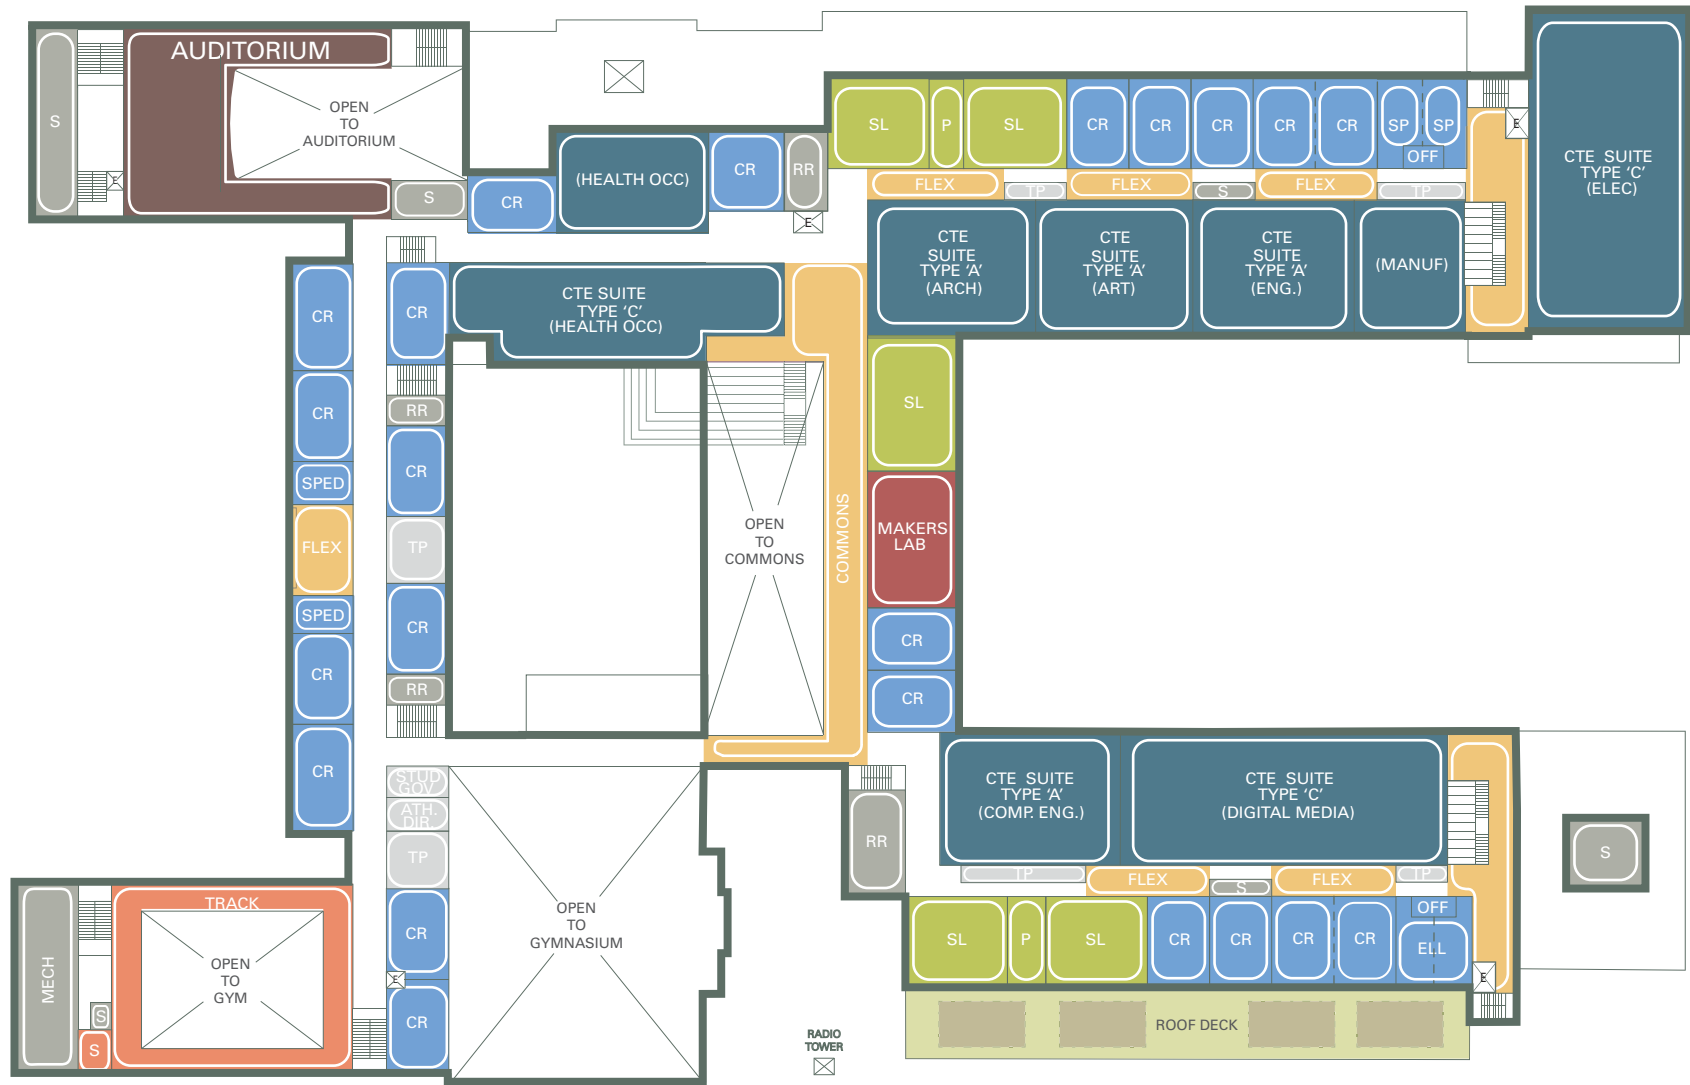 AUDITORIUM
S
OPEN
TO
AUDITORIUM
E
S
CR
(HEALTH OCC)
CR
RR
E
SL
P
SL
CR
CR
CR
CR
CR
SP
SP
OFF
E
CTE SUITE
TYPE 'C'
(ELEC)
FLEX
TP
FLEX
S
FLEX
TP
CTE
SUITE
TYPE 'A'
(ARCH)
CTE
SUITE
TYPE 'A'
(ART)
CTE
SUITE
TYPE 'A'
(ENG.)
(MANUF)
CR
CR
SPED
FLEX
SPED
CR
CR
CR
RR
CR
TP
CR
RR
CTE SUITE
TYPE 'C'
(HEALTH OCC)
OPEN
TO
COMMONS
COMMONS
SL
MAKERS
LAB
CR
CR
STUD
GOV
ATH.
DIR.
TP
CR
E
CR
OPEN
TO
GYMNASIUM
RR
CTE SUITE
TYPE 'A'
(COMP. ENG.)
CTE SUITE
TYPE 'C'
(DIGITAL MEDIA)
TP
FLEX
S
FLEX
TP
SL
P
SL
CR
CR
CR
CR
OFF
ELL
E
S
ROOF DECK
MECH
TRACK
OPEN
TO
GYM
S
S
RADIO
TOWER